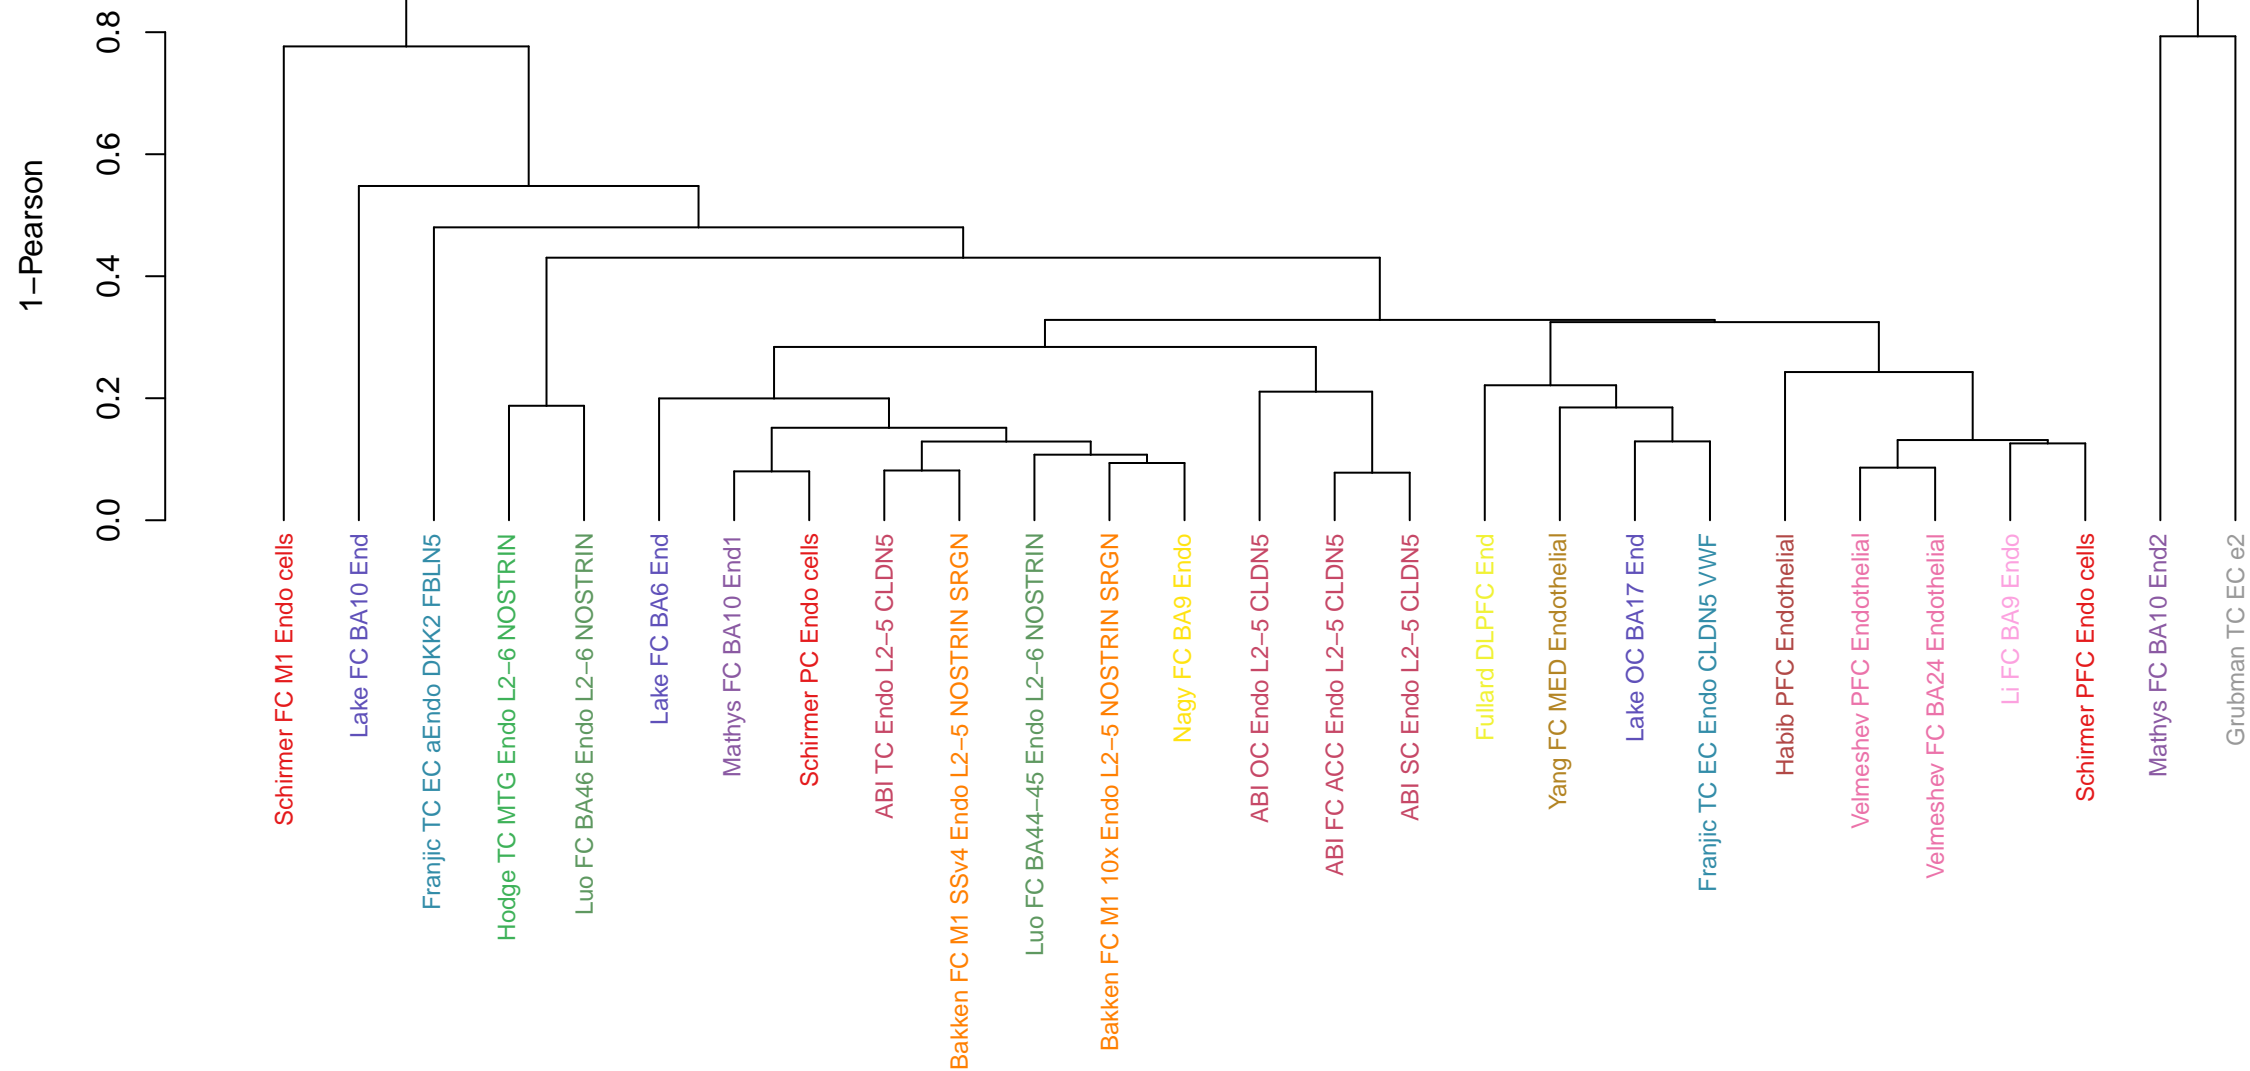 1−Pearson
0.8
0.6
0.4
0.2
0.0
Schirmer FC M1 Endo cells
Lake FC BA10 End
Franjic TC EC aEndo DKK2 FBLN5
Hodge TC MTG Endo L2−6 NOSTRIN
Luo FC BA46 Endo L2−6 NOSTRIN
Lake FC BA6 End
Mathys FC BA10 End1
Schirmer PC Endo cells
ABI TC Endo L2−5 CLDN5
Bakken FC M1 SSv4 Endo L2−5 NOSTRIN SRGN
Luo FC BA44−45 Endo L2−6 NOSTRIN
Bakken FC M1 10x Endo L2−5 NOSTRIN SRGN
Nagy FC BA9 Endo
ABI OC Endo L2−5 CLDN5
ABI FC ACC Endo L2−5 CLDN5
ABI SC Endo L2−5 CLDN5
Fullard DLPFC End
Yang FC MED Endothelial
Lake OC BA17 End
Franjic TC EC Endo CLDN5 VWF
Habib PFC Endothelial
Velmeshev PFC Endothelial
Velmeshev FC BA24 Endothelial
Li FC BA9 Endo
Schirmer PFC Endo cells
Mathys FC BA10 End2
Grubman TC EC e2